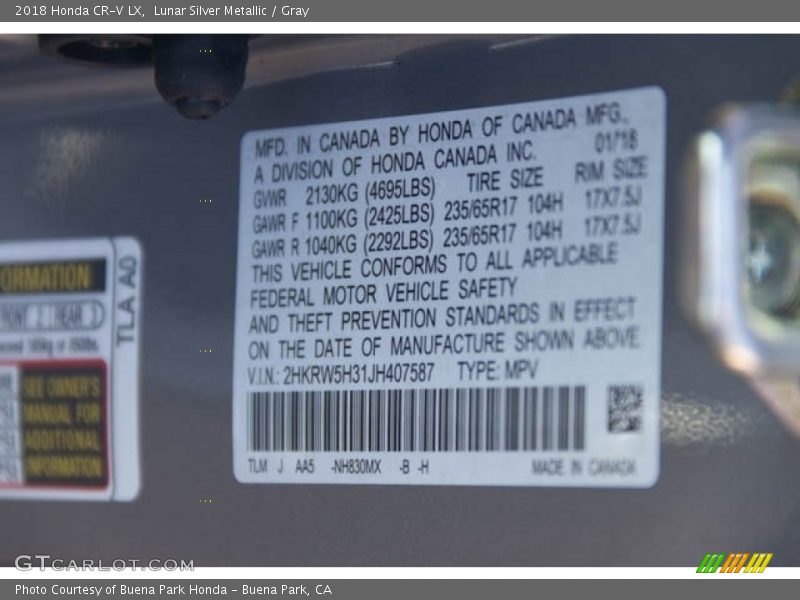 2018 Honda CR-V LX, Lunar Silver Metallic / Gray
MFD. IN CANADA BY HONDA OF CANADA MFG.,
A DIVISION OF HONDA CANADA INC. 01/18
GVWR 2130KG (4695LBS) TIRE SIZE RIM SIZE
GAWR F 1100KG (2425LBS) 235/65R17 104H 17X7.5J
GAWR R 1040KG (2292LBS) 235/65R17 104H 17X7.5J
THIS VEHICLE CONFORMS TO ALL APPLICABLE
FEDERAL MOTOR VEHICLE SAFETY
AND THEFT PREVENTION STANDARDS IN EFFECT
ON THE DATE OF MANUFACTURE SHOWN ABOVE.
V.I.N.: 2HKRW5H31JH407587 TYPE: MPV
TLM J AA5 -NH830MX -B -H MADE IN CANADA
ORMATION
FRONT 2 REAR 3
TLA A0
SEE OWNER'S
MANUAL FOR
ADDITIONAL
INFORMATION
GTCARLOT.COM
Photo Courtesy of Buena Park Honda - Buena Park, CA